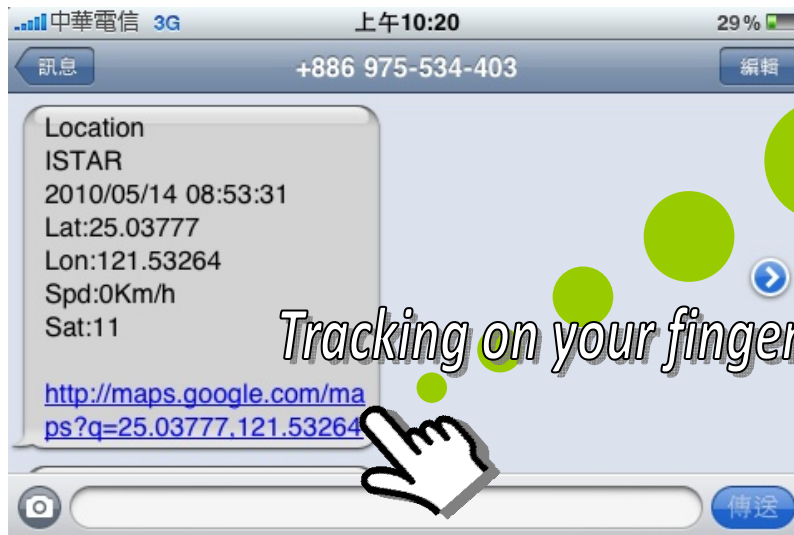 中華電信 3G 上午10:20 29%
訊息 +886 975-534-403 編輯
Location
ISTAR
2010/05/14 08:53:31
Lat:25.03777
Lon:121.53264
Spd:0Km/h
Sat:11
Tracking on your finger
http://maps.google.com/ma
ps?q=25.03777,121.53264
傳送